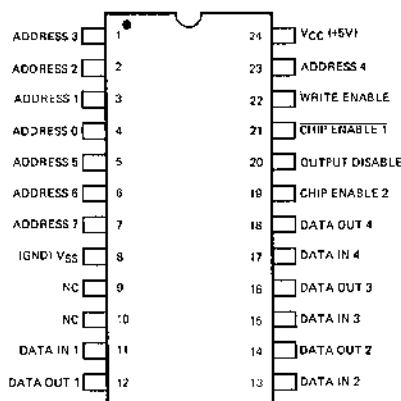 ADDRESS 3 1 24 VCC (+5V)
ADDRESS 2 2 23 ADDRESS 4
ADDRESS 1 3 22 WRITE ENABLE
ADDRESS 0 4 21 CHIP ENABLE 1
ADDRESS 5 5 20 OUTPUT DISABLE
ADDRESS 6 6 19 CHIP ENABLE 2
ADDRESS 7 7 18 DATA OUT 4
(GND) VSS 8 17 DATA IN 4
NC 9 16 DATA OUT 3
NC 10 15 DATA IN 3
DATA IN 1 11 14 DATA OUT 2
DATA OUT 1 12 13 DATA IN 2